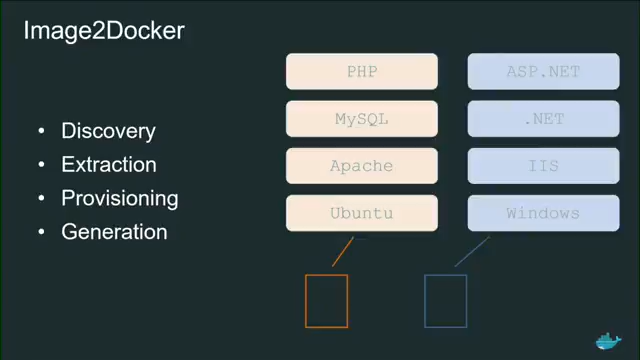 Image2Docker
• Discovery
• Extraction
• Provisioning
• Generation
PHP
MySQL
Apache
Ubuntu
ASP.NET
.NET
IIS
Windows